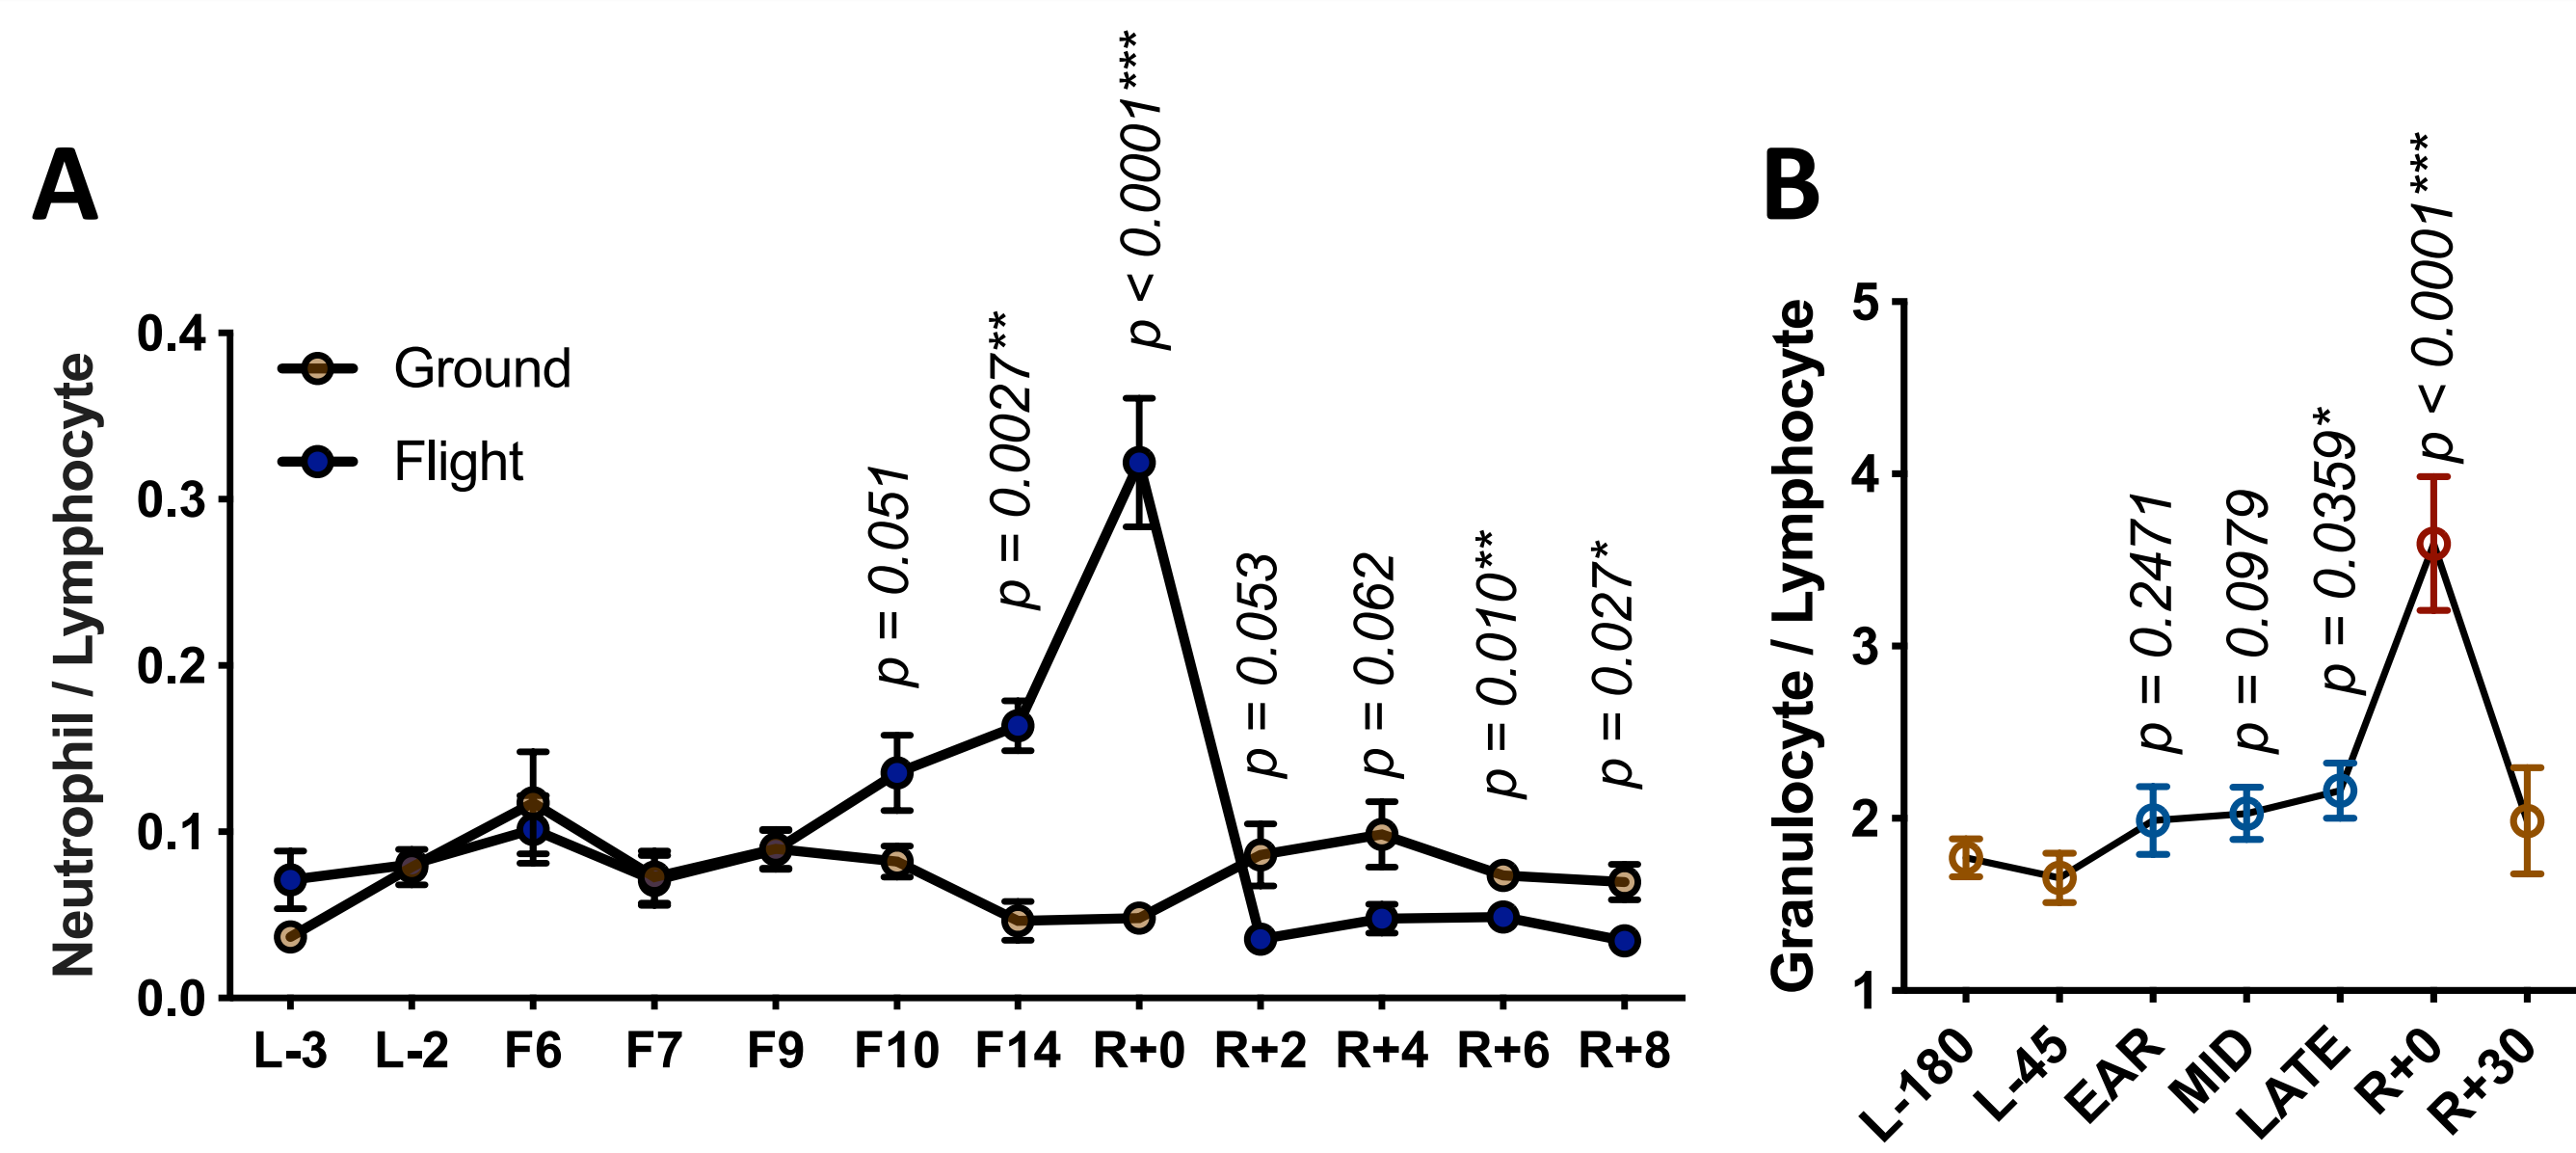 A
Neutrophil / Lymphocyte
0.4
0.3
0.2
0.1
0.0
Ground
Flight
p = 0.051
p = 0.0027**
p < 0.0001***
p = 0.053
p = 0.062
p = 0.010**
p = 0.027*
L-3 L-2 F6 F7 F9 F10 F14 R+0 R+2 R+4 R+6 R+8
B
Granulocyte / Lymphocyte
5
4
3
2
1
p = 0.2471
p = 0.0979
p = 0.0359*
p < 0.0001***
L-180 L-45 EAR MID LATE R+0 R+30